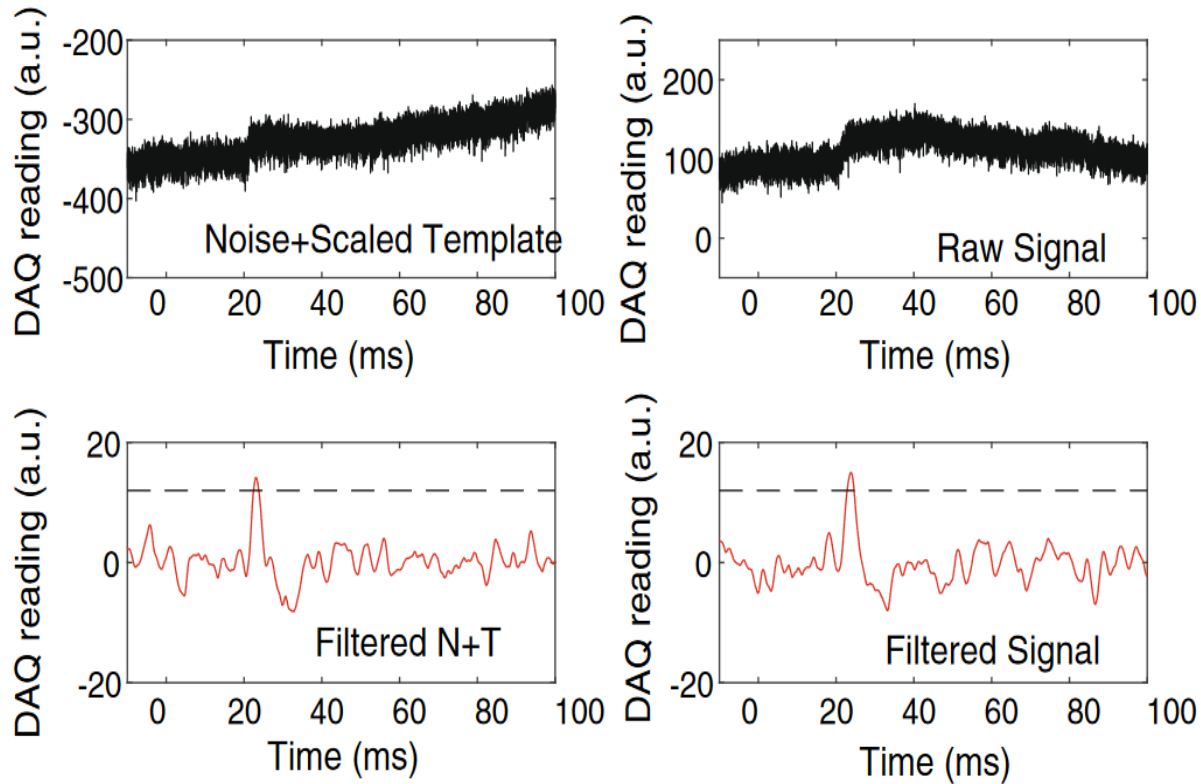 DAQ reading (a.u.)
-200
-300
-400
-500
Noise+Scaled Template
0 20 40 60 80 100
Time (ms)
DAQ reading (a.u.)
200
100
0
Raw Signal
0 20 40 60 80 100
Time (ms)
DAQ reading (a.u.)
20
0
-20
Filtered N+T
0 20 40 60 80 100
Time (ms)
DAQ reading (a.u.)
20
0
-20
Filtered Signal
0 20 40 60 80 100
Time (ms)